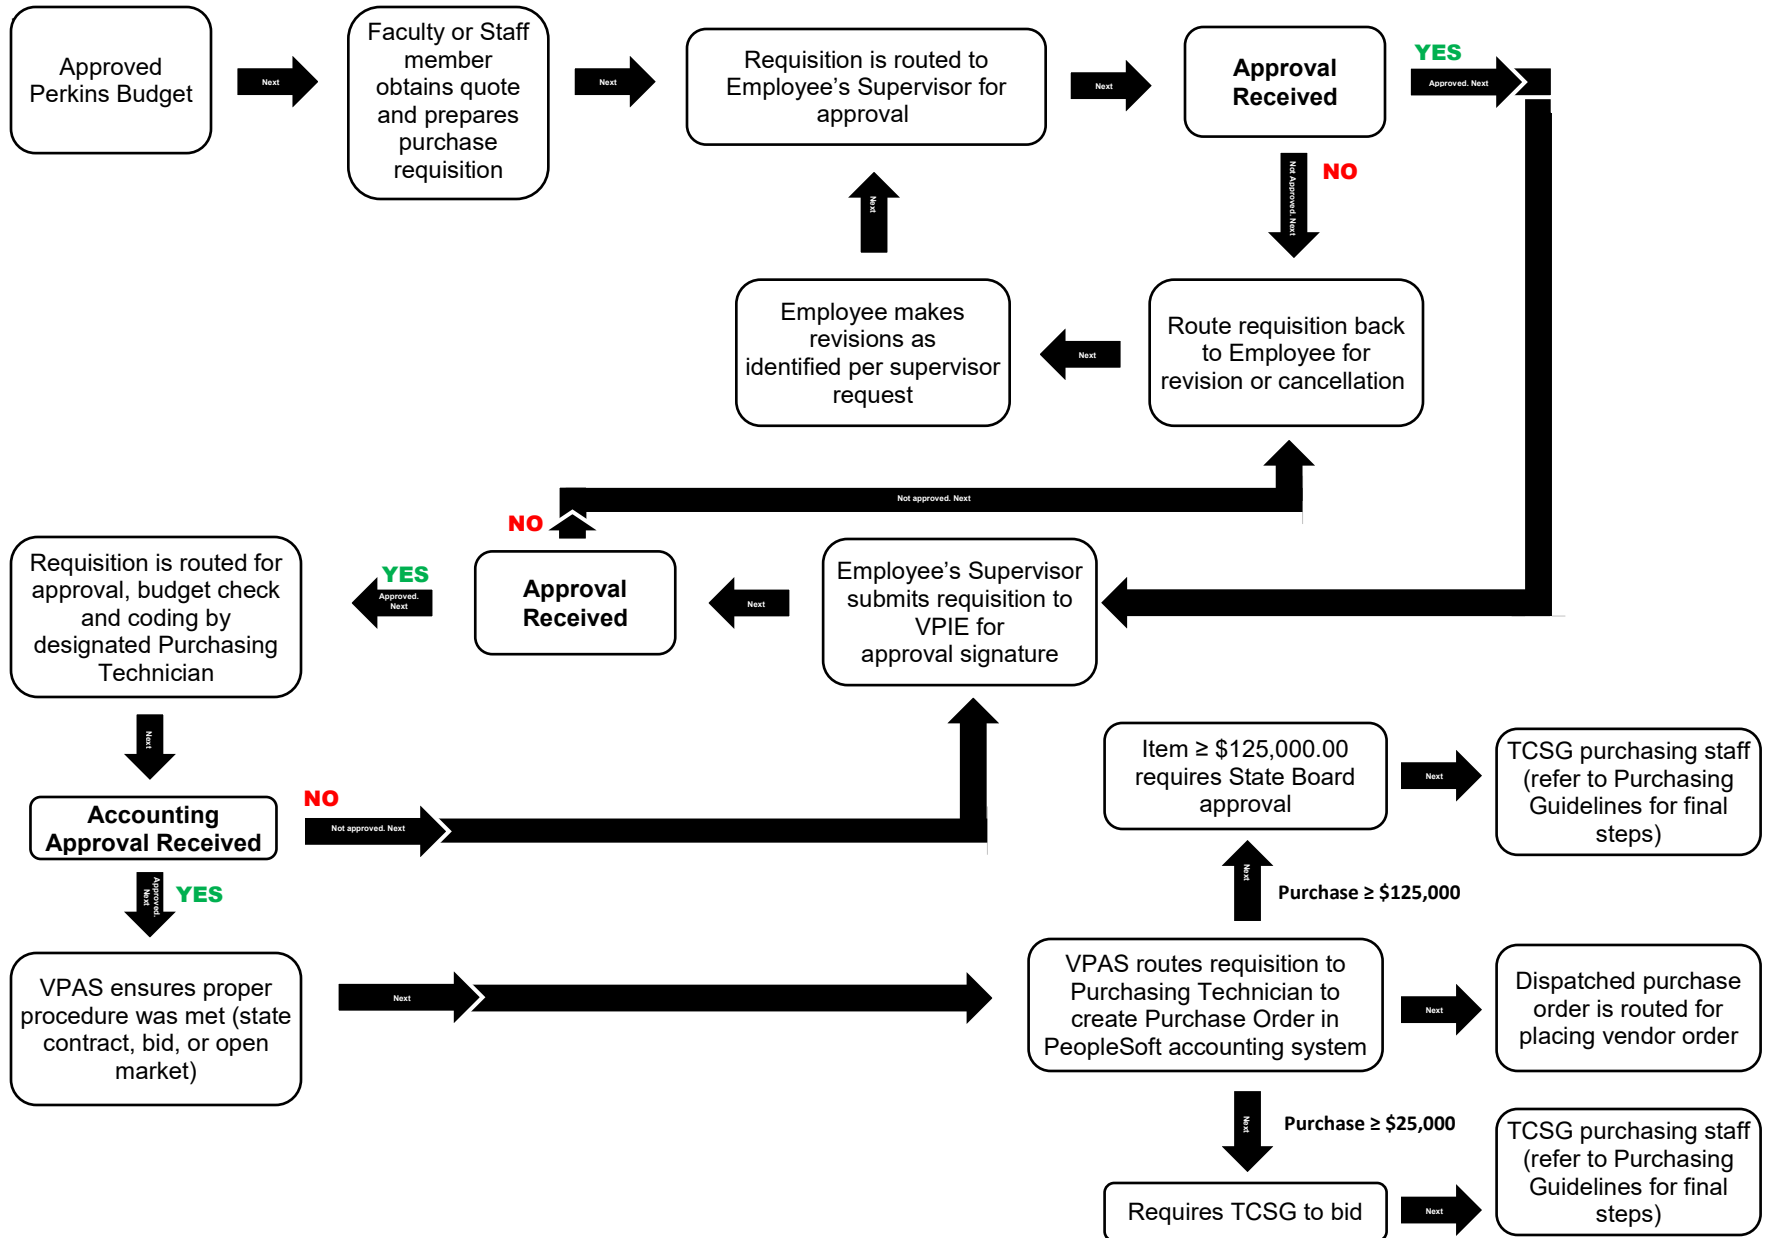 Approved
Perkins Budget
Next
Faculty or Staff
member
obtains quote
and prepares
purchase
requisition
Next
Requisition is routed to
Employee's Supervisor for
approval
Next
Approval
Received
YES
Approved. Next
Not Approved. Next
NO
Next
Employee makes
revisions as
identified per supervisor
request
Next
Route requisition back
to Employee for
revision or cancellation
Not approved. Next
NO
Requisition is routed for
approval, budget check
and coding by
designated Purchasing
Technician
YES
Approved.
Next
Approval
Received
Next
Employee's Supervisor
submits requisition to
VPIE for
approval signature
Next
Accounting
Approval Received
NO
Not approved. Next
Item ≥ $125,000.00
requires State Board
approval
Next
TCSG purchasing staff
(refer to Purchasing
Guidelines for final
steps)
Approved.
Next
YES
Next
Purchase ≥ $125,000
VPAS ensures proper
procedure was met (state
contract, bid, or open
market)
Next
VPAS routes requisition to
Purchasing Technician to
create Purchase Order in
PeopleSoft accounting system
Next
Dispatched purchase
order is routed for
placing vendor order
Next
Purchase ≥ $25,000
Requires TCSG to bid
Next
TCSG purchasing staff
(refer to Purchasing
Guidelines for final
steps)